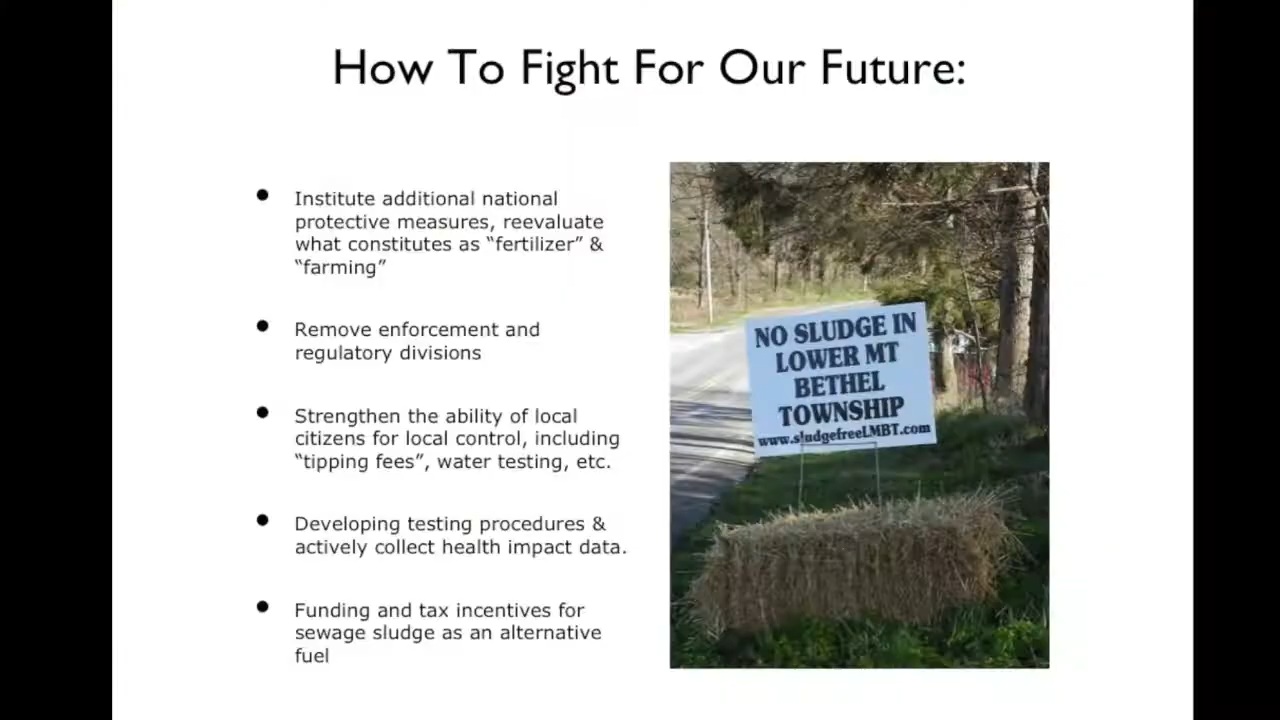 How To Fight For Our Future:
• Institute additional national
protective measures, reevaluate
what constitutes as “fertilizer” &
“farming”
• Remove enforcement and
regulatory divisions
• Strengthen the ability of local
citizens for local control, including
“tipping fees”, water testing, etc.
• Developing testing procedures &
actively collect health impact data.
• Funding and tax incentives for
sewage sludge as an alternative
fuel
NO SLUDGE IN
LOWER MT
BETHEL
TOWNSHIP
www.sludgefreeLMBT.com